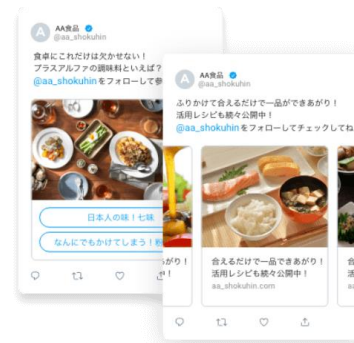 A
AA食品
@aa_shokuhin
食卓にこれだけは欠かせない！
プラスアルファの調味料といえば？
@aa_shokuhin をフォローして参
日本人の味！七味
なんにでもかけてしまう！粉
A
AA食品
@aa_shokuhin
ふりかけて合えるだけで一品ができあがり！
活用レシピも続々公開中！
@aa_shokuhin をフォローしてチェックしてね
がり！
！
合えるだけで一品できあがり！
活用レシピも続々公開中！
aa_shokuhin.com
合
活
a